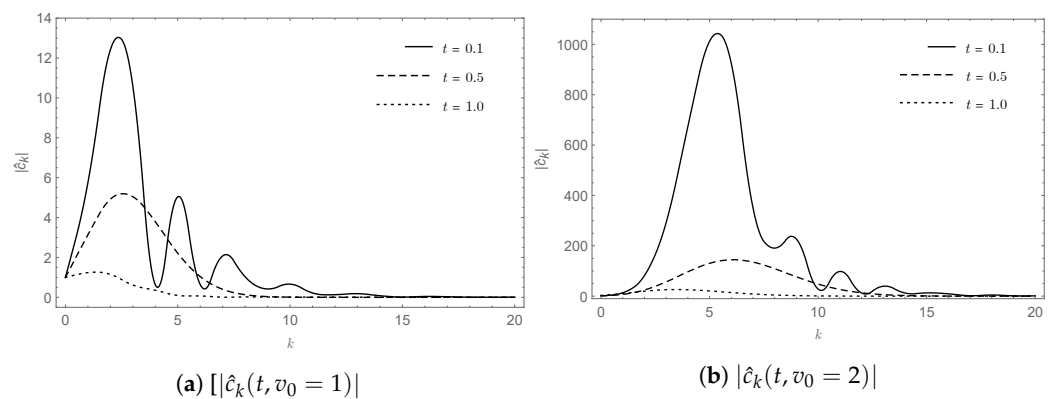 14
12
10
8
6
4
2
0
|ĉₖ|
0 5 10 15 20
k
t = 0.1
t = 0.5
t = 1.0
(a) [|ĉₖ(t, v₀ = 1)|
1000
800
600
400
200
0
|ĉₖ|
0 5 10 15 20
k
t = 0.1
t = 0.5
t = 1.0
(b) |ĉₖ(t, v₀ = 2)|